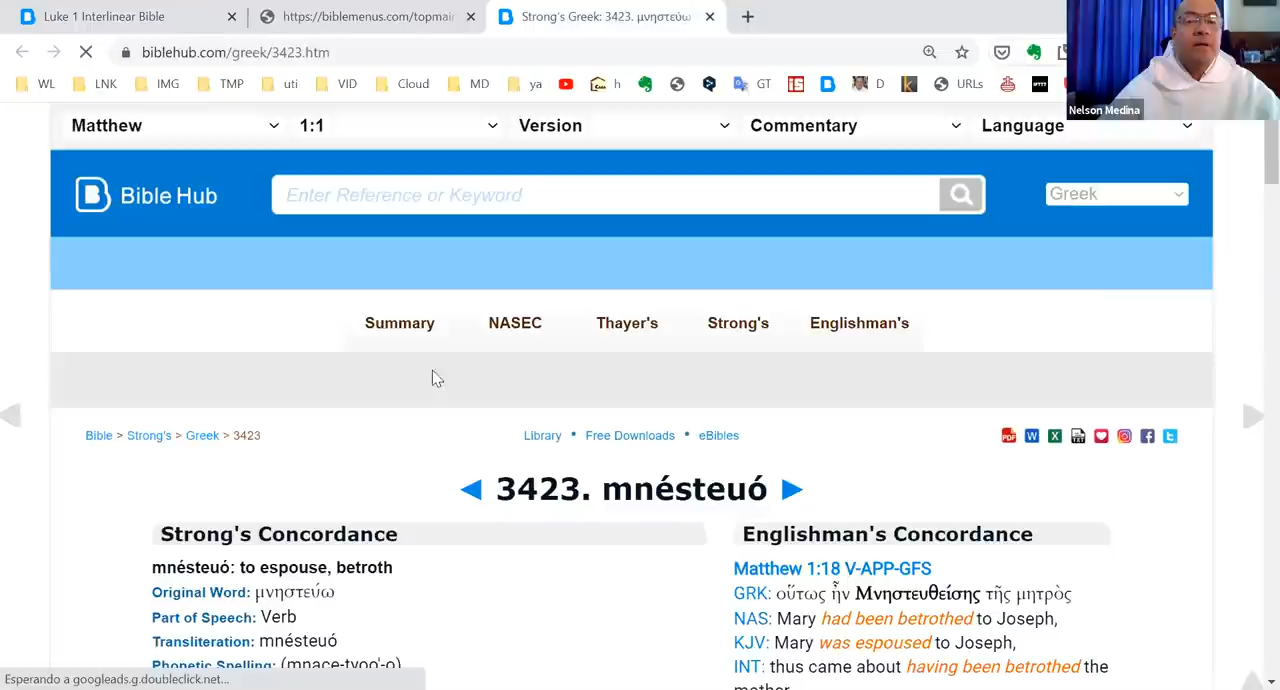 Luke 1 Interlinear Bible
https://biblemenus.com/topmai
Strong's Greek: 3423. μνηστεύω
biblehub.com/greek/3423.htm
WL LNK IMG TMP uti VID Cloud MD ya h GT D URLs
Nelson Medina
Matthew 1:1 Version Commentary Language
Bible Hub Enter Reference or Keyword Greek
Summary NASEC Thayer's Strong's Englishman's
Bible > Strong's > Greek > 3423
Library • Free Downloads • eBibles
◄ 3423. mnésteuó ►
Strong's Concordance
mnésteuó: to espouse, betroth
Original Word: μνηστεύω
Part of Speech: Verb
Transliteration: mnésteuó
Phonetic Spelling: (mnace-tyoo'-o)
Englishman's Concordance
Matthew 1:18 V-APP-GFS
GRK: οὕτως ἦν Μνηστευθείσης τῆς μητρὸς
NAS: Mary had been betrothed to Joseph,
KJV: Mary was espoused to Joseph,
INT: thus came about having been betrothed the
mother
Esperando a googleads.g.doubleclick.net...